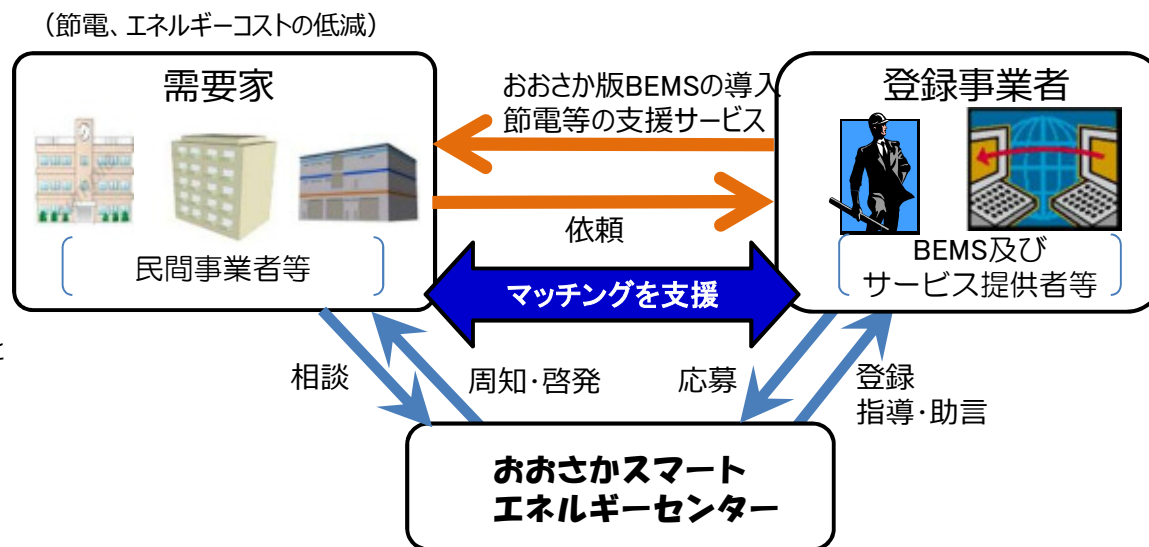 （節電、エネルギーコストの低減）
需要家
民間事業者等
おおさか版BEMSの導入
節電等の支援サービス
依頼
マッチングを支援
登録事業者
BEMS及び
サービス提供者等
相談
周知・啓発
応募
登録
指導・助言
おおさかスマート
エネルギーセンター